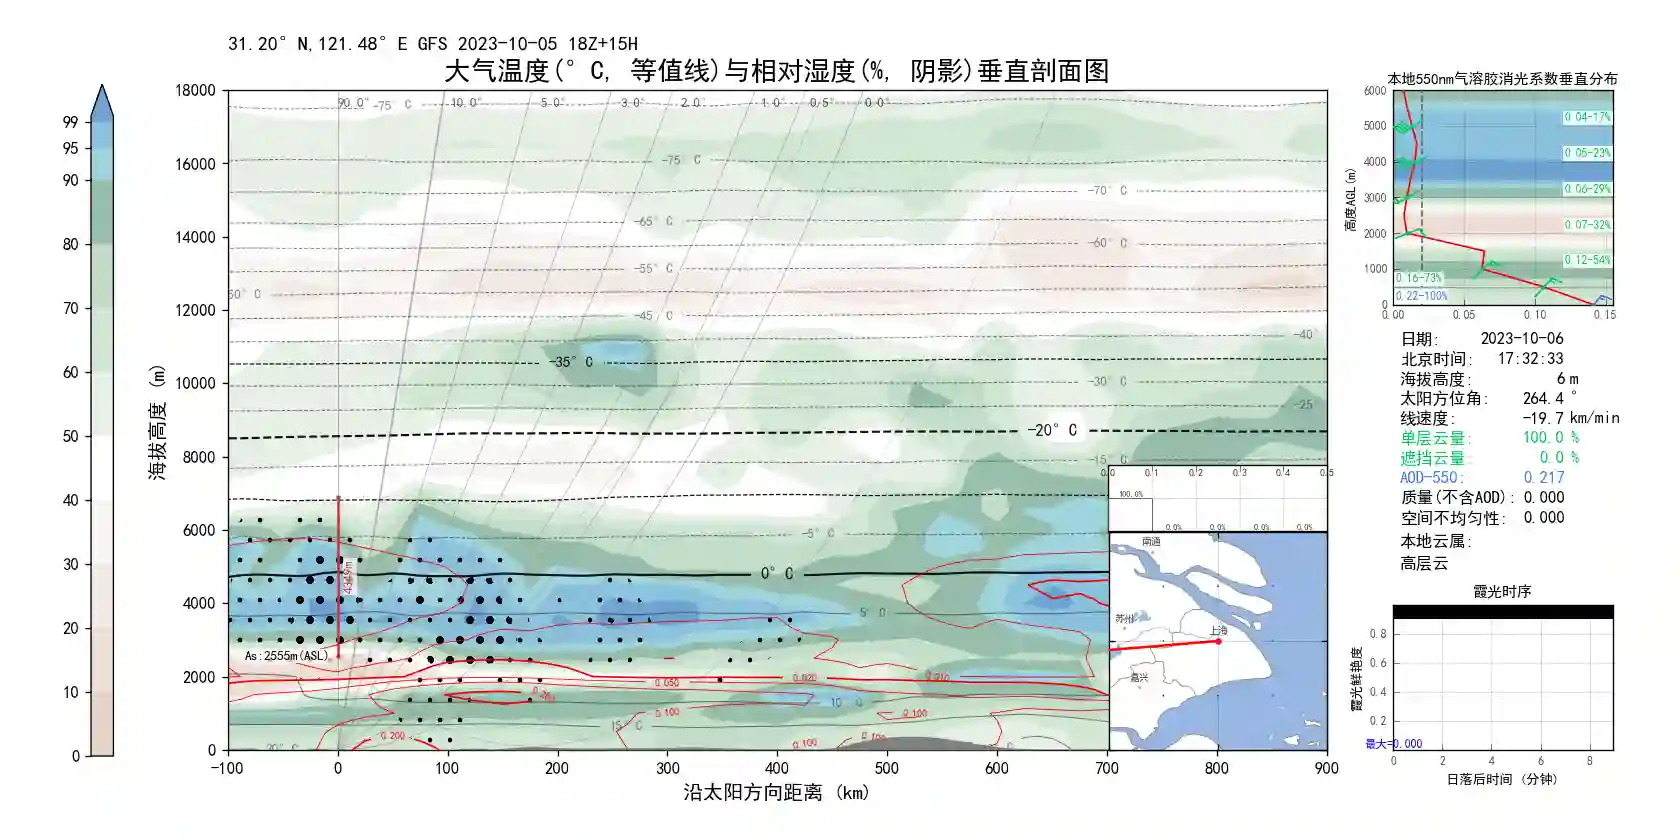 31.20°N,121.48°E GFS 2023-10-05 18Z+15H
大气温度(°C, 等值线)与相对湿度(%, 阴影)垂直剖面图
99
95
90
80
70
60
50
40
30
20
10
0
海拔高度 (m)
18000
16000
14000
12000
10000
8000
6000
4000
2000
0
90.0° -75°C 10.0° 5.0° 3.0° 2.0° 1.0° 0.5° 0.0°
-75°C
-70°C
-65°C
-60°C
-55°C
50°C
-45°C
-40°
-35°C
-30°C
-25
-20°C
-15°C
-5°C
0°C
5°C
10°C
15°C
20°C
4349m
As:2555m(ASL)
0.050
0.020
0.010
0.100
0.100
0.200
0.100
0.100
-100 0 100 200 300 400 500 600 700 800 900
沿太阳方向距离 (km)
0.0 0.1 0.2 0.3 0.4 0.5
100.0%
0.0% 0.0% 0.0% 0.0%
南通
苏州
上海
嘉兴
本地550nm气溶胶消光系数垂直分布
高度AGL(m)
6000
5000
4000
3000
2000
1000
0
0.04-17%
0.05-23%
0.06-29%
0.07-32%
0.12-54%
0.16-73%
0.22-100%
0.00 0.05 0.10 0.15
日期: 2023-10-06
北京时间: 17:32:33
海拔高度: 6 m
太阳方位角: 264.4 °
线速度: -19.7 km/min
单层云量: 100.0 %
遮挡云量: 0.0 %
AOD-550: 0.217
质量(不含AOD): 0.000
空间不均匀性: 0.000
本地云属:
高层云
霞光时序
霞光鲜艳度
0.8
0.6
0.4
0.2
最大=0.000
0 2 4 6 8
日落后时间 (分钟)